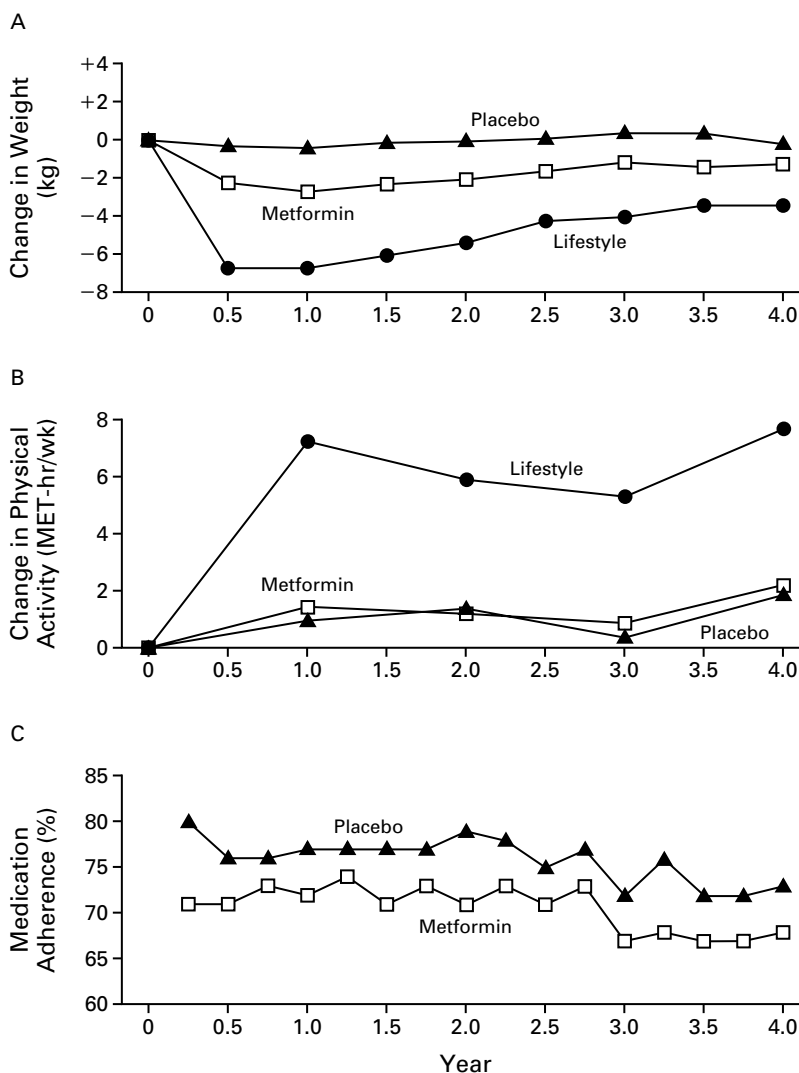 A
Change in Weight
(kg)
+4
+2
0
−2
−4
−6
−8
Placebo
Metformin
Lifestyle
0 0.5 1.0 1.5 2.0 2.5 3.0 3.5 4.0
B
Change in Physical
Activity (MET-hr/wk)
8
6
4
2
0
Lifestyle
Metformin
Placebo
0 0.5 1.0 1.5 2.0 2.5 3.0 3.5 4.0
C
Medication
Adherence (%)
85
80
75
70
65
60
Placebo
Metformin
0 0.5 1.0 1.5 2.0 2.5 3.0 3.5 4.0
Year